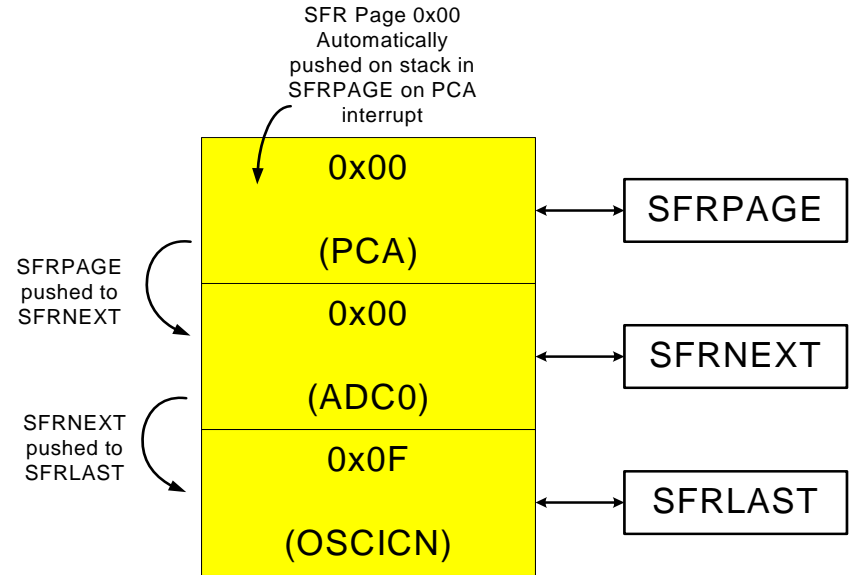 SFR Page 0x00
Automatically
pushed on stack in
SFRPAGE on PCA
interrupt
0x00
(PCA)
SFRPAGE
SFRPAGE
pushed to
SFRNEXT
0x00
(ADC0)
SFRNEXT
SFRNEXT
pushed to
SFRLAST
0x0F
(OSCICN)
SFRLAST